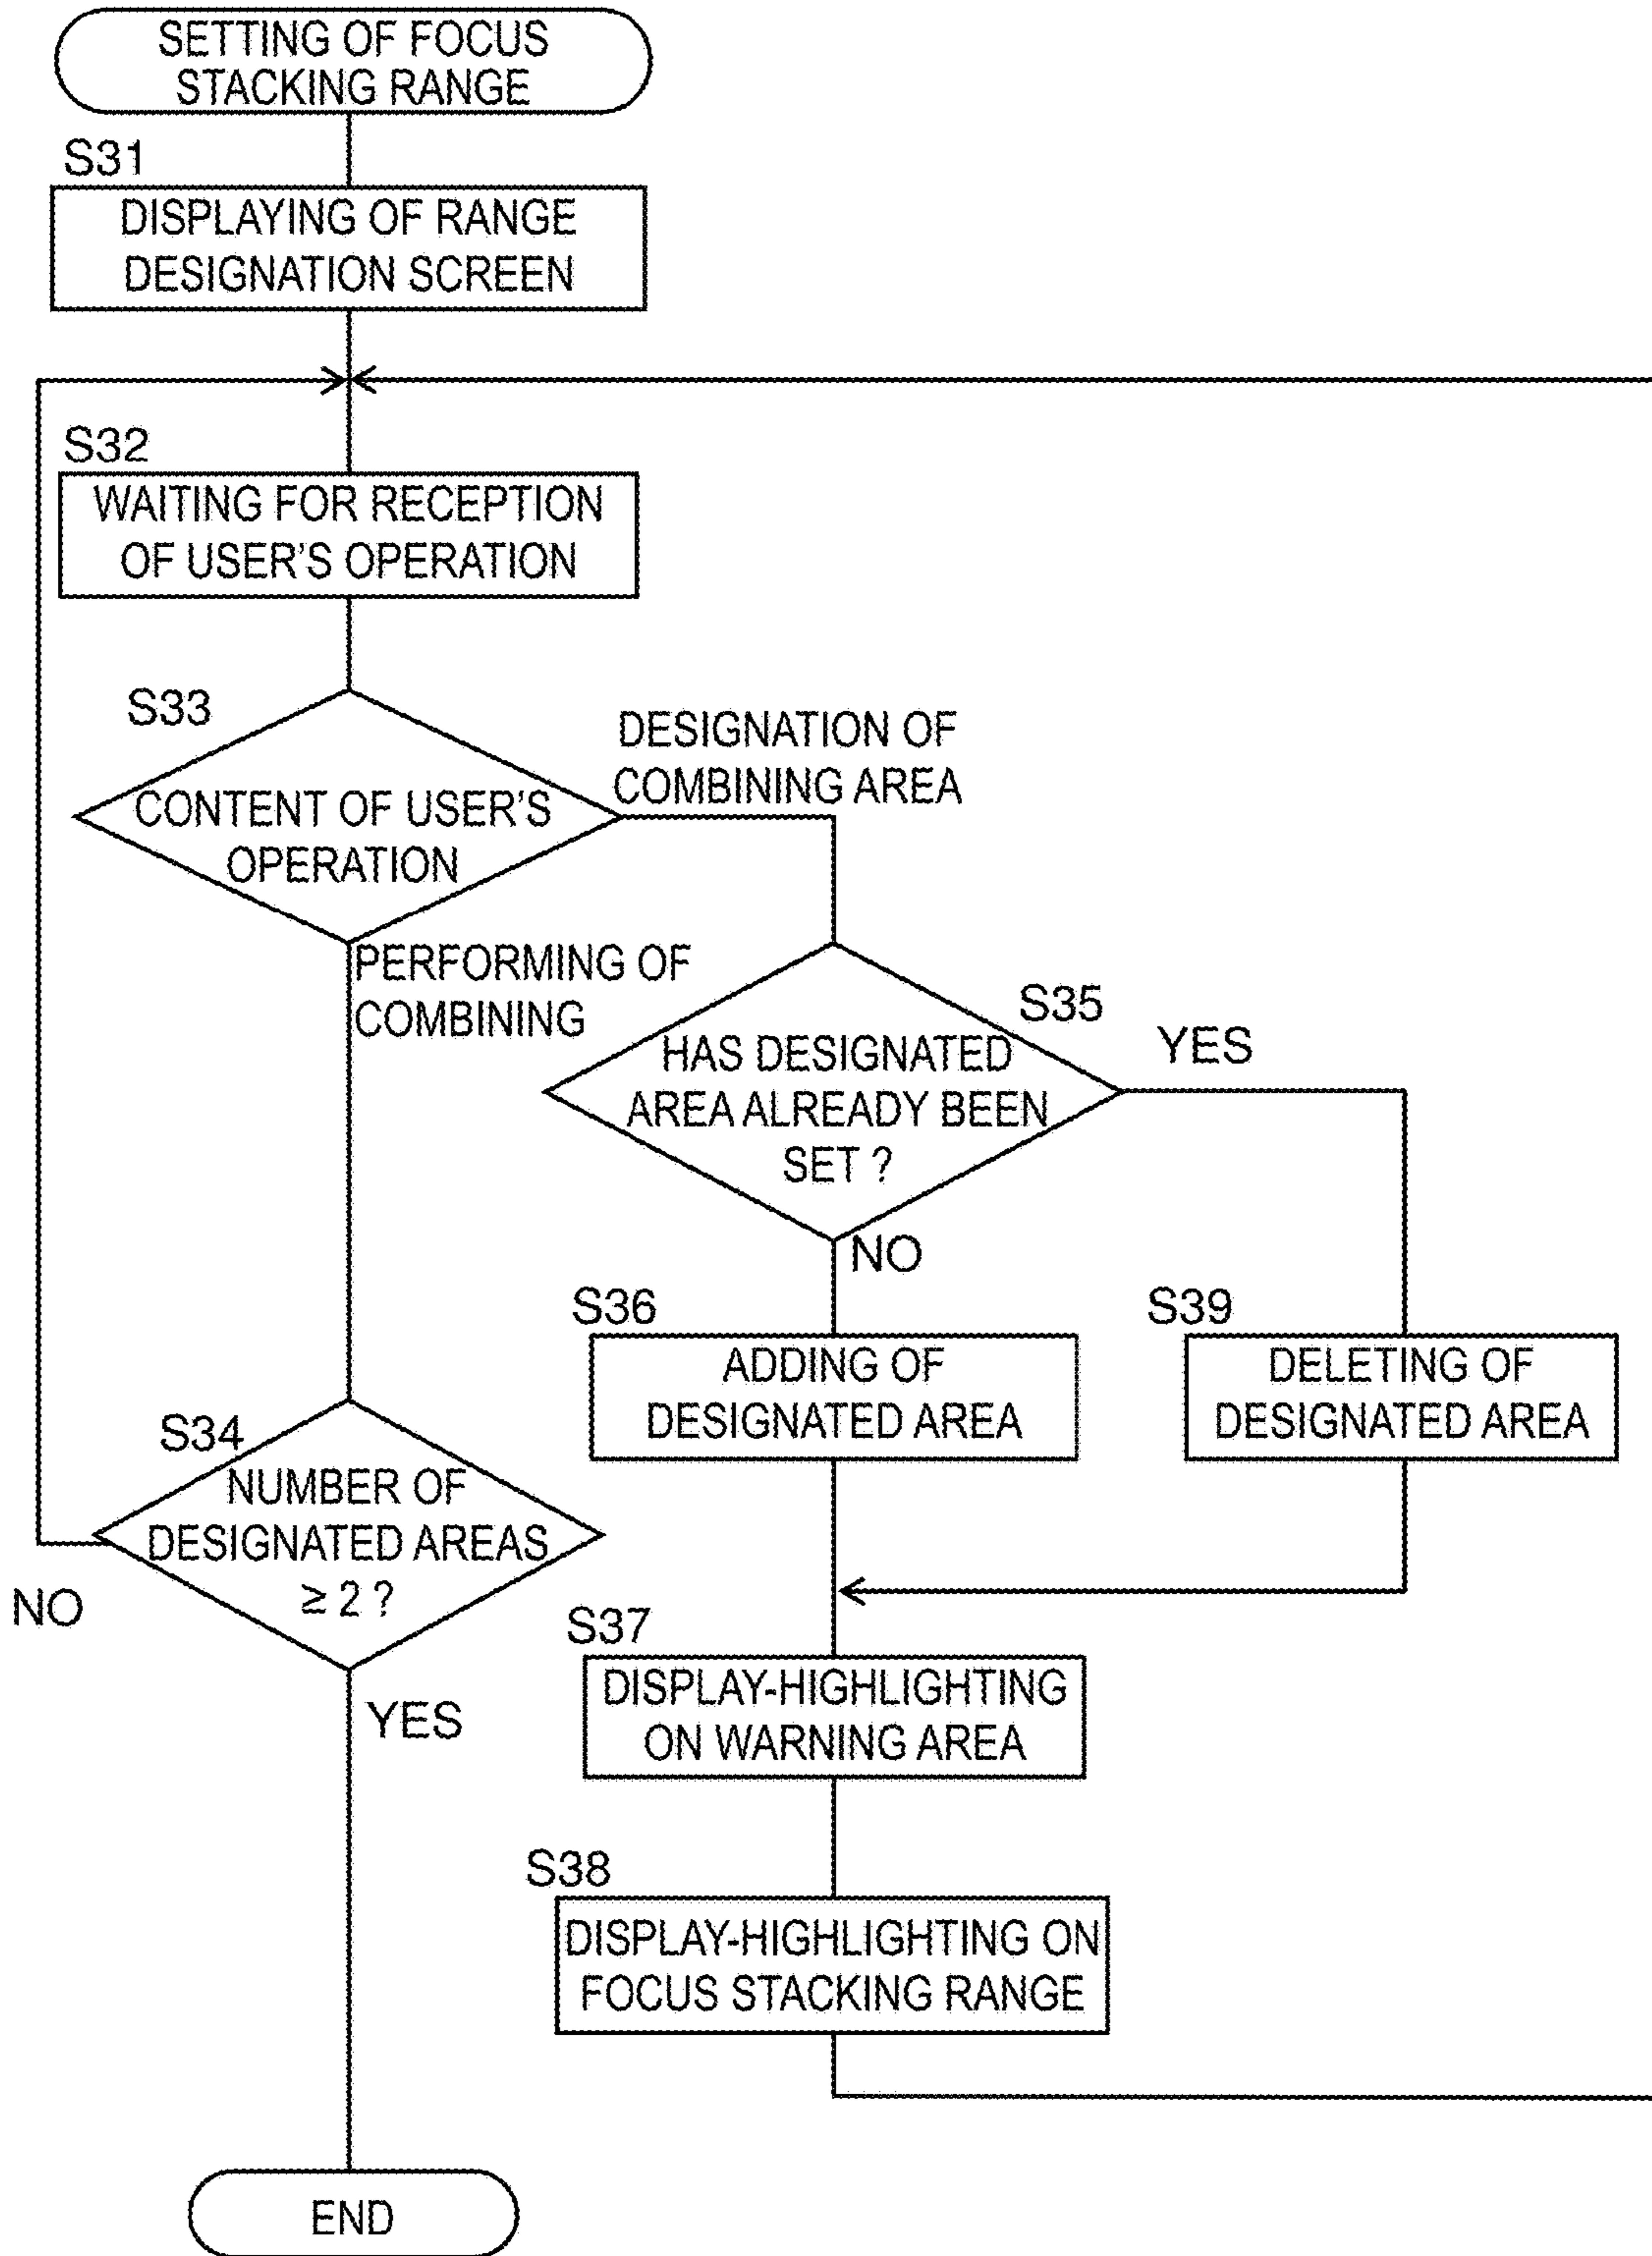 SETTING OF FOCUS
STACKING RANGE
S31
DISPLAYING OF RANGE
DESIGNATION SCREEN
S32
WAITING FOR RECEPTION
OF USER'S OPERATION
S33
CONTENT OF USER'S
OPERATION
DESIGNATION OF
COMBINING AREA
PERFORMING OF
COMBINING
S35
HAS DESIGNATED
AREA ALREADY BEEN
SET ?
YES
NO
S36
ADDING OF
DESIGNATED AREA
S39
DELETING OF
DESIGNATED AREA
S34
NUMBER OF
DESIGNATED AREAS
≥ 2 ?
NO
YES
S37
DISPLAY-HIGHLIGHTING
ON WARNING AREA
S38
DISPLAY-HIGHLIGHTING ON
FOCUS STACKING RANGE
END